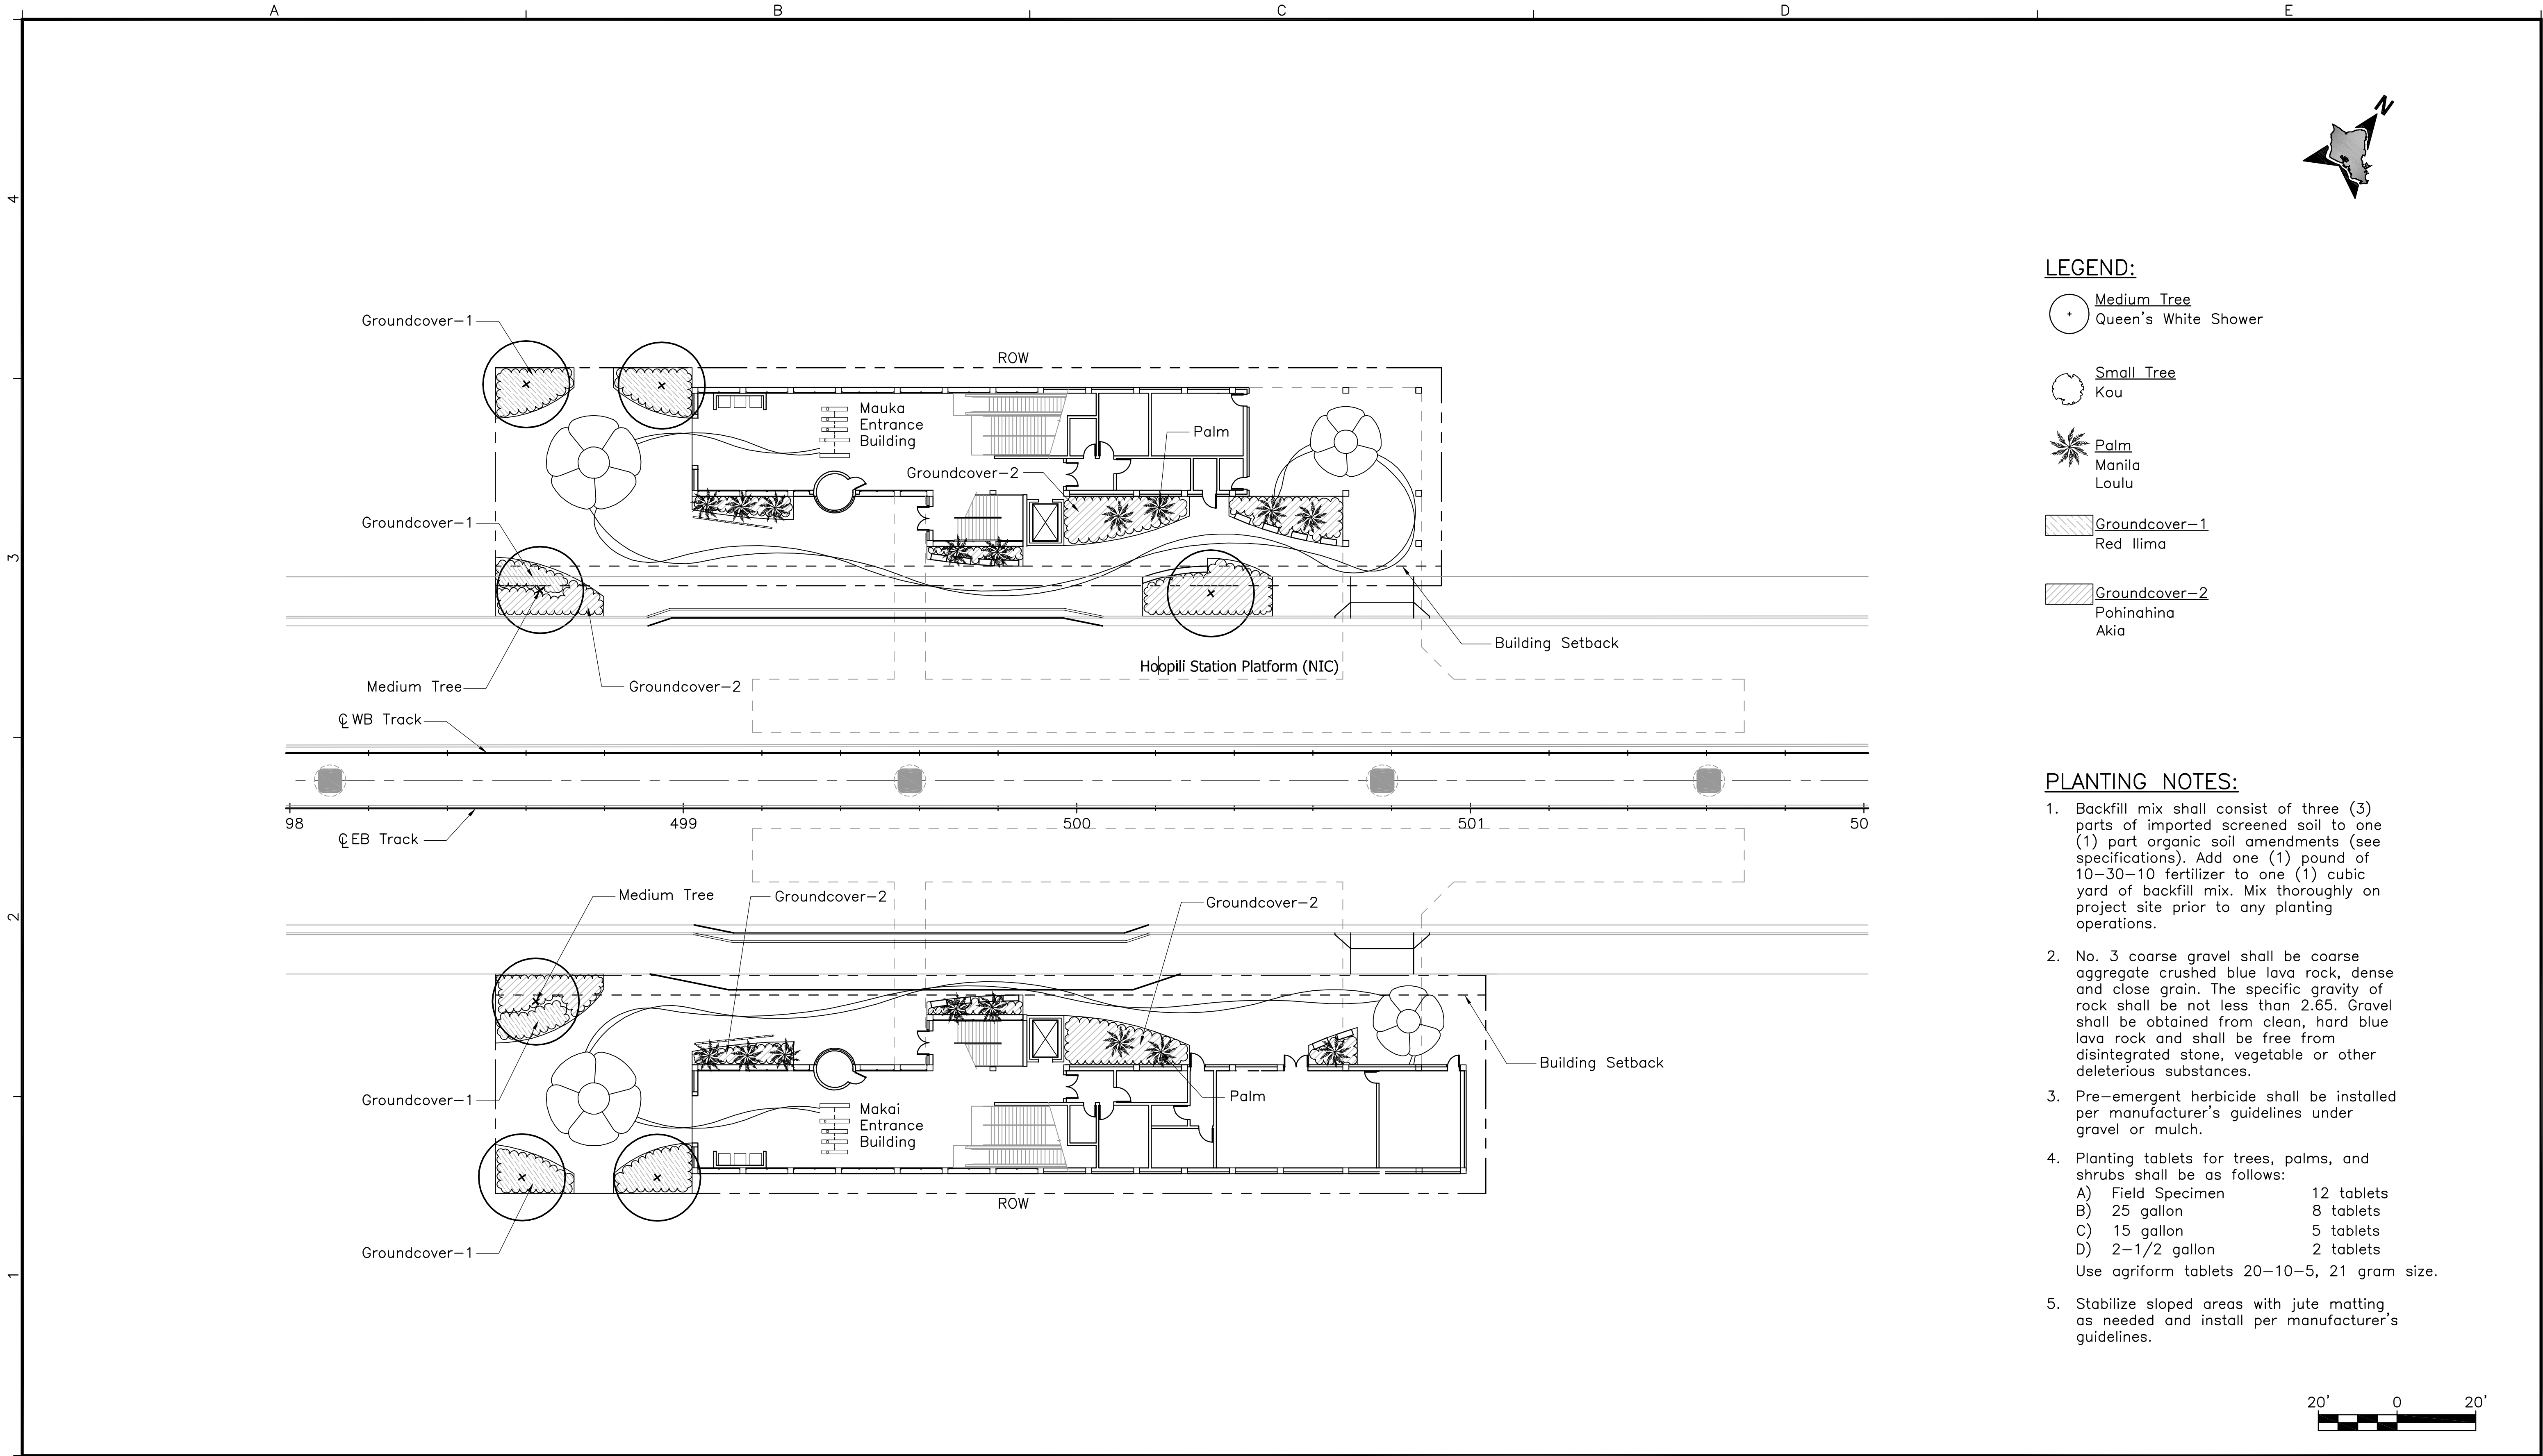 A
B
C
D
E
4
3
2
1
N
Groundcover-1
ROW
Mauka
Entrance
Building
Palm
Groundcover-2
Groundcover-1
Building Setback
Hoopili Station Platform (NIC)
Medium Tree
Groundcover-2
℄ WB Track
98
499
500
501
50
℄ EB Track
Medium Tree
Groundcover-2
Groundcover-2
Building Setback
Groundcover-1
Palm
Makai
Entrance
Building
ROW
Groundcover-1
LEGEND:
Medium Tree
Queen's White Shower
Small Tree
Kou
Palm
Manila
Loulu
Groundcover-1
Red Ilima
Groundcover-2
Pohinahina
Akia
PLANTING NOTES:
1. Backfill mix shall consist of three (3)
parts of imported screened soil to one
(1) part organic soil amendments (see
specifications). Add one (1) pound of
10-30-10 fertilizer to one (1) cubic
yard of backfill mix. Mix thoroughly on
project site prior to any planting
operations.
2. No. 3 coarse gravel shall be coarse
aggregate crushed blue lava rock, dense
and close grain. The specific gravity of
rock shall be not less than 2.65. Gravel
shall be obtained from clean, hard blue
lava rock and shall be free from
disintegrated stone, vegetable or other
deleterious substances.
3. Pre-emergent herbicide shall be installed
per manufacturer's guidelines under
gravel or mulch.
4. Planting tablets for trees, palms, and
shrubs shall be as follows:
A) Field Specimen 12 tablets
B) 25 gallon 8 tablets
C) 15 gallon 5 tablets
D) 2-1/2 gallon 2 tablets
Use agriform tablets 20-10-5, 21 gram size.
5. Stabilize sloped areas with jute matting
as needed and install per manufacturer's
guidelines.
20' 0 20'